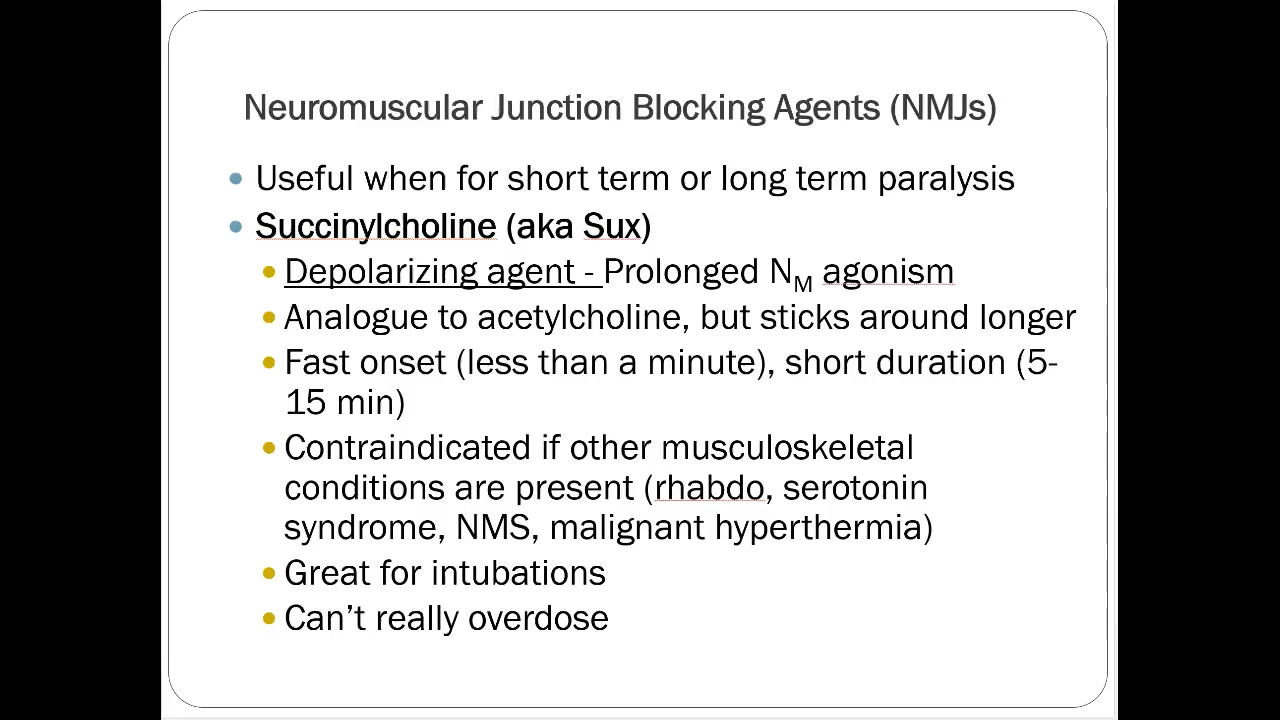 Neuromuscular Junction Blocking Agents (NMJs)
• Useful when for short term or long term paralysis
• Succinylcholine (aka Sux)
• Depolarizing agent - Prolonged NM agonism
• Analogue to acetylcholine, but sticks around longer
• Fast onset (less than a minute), short duration (5-
15 min)
• Contraindicated if other musculoskeletal
conditions are present (rhabdo, serotonin
syndrome, NMS, malignant hyperthermia)
• Great for intubations
• Can't really overdose